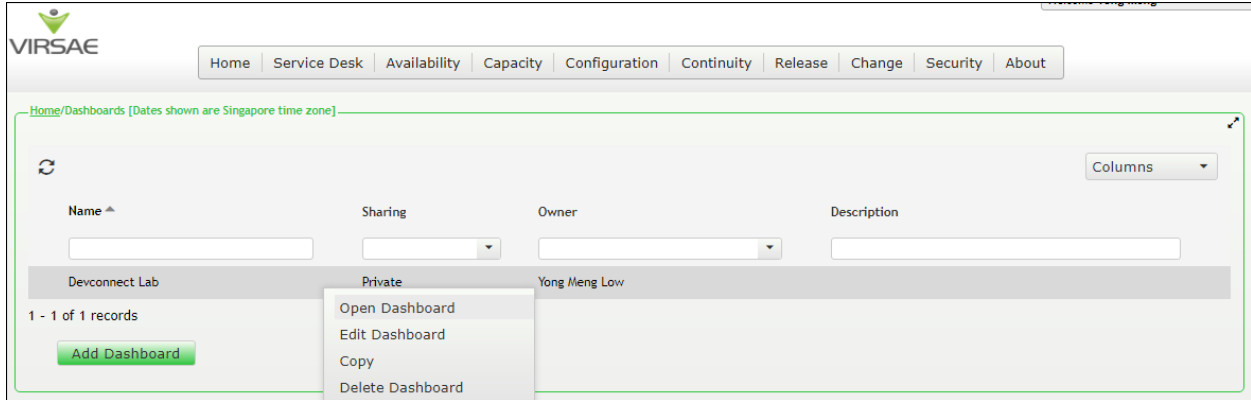 VIRSAE
Home Service Desk Availability Capacity Configuration Continuity Release Change Security About
Home/Dashboards [Dates shown are Singapore time zone]
Columns
Name Sharing Owner Description
Devconnect Lab Private Yong Meng Low
Open Dashboard
1 - 1 of 1 records
Edit Dashboard
Add Dashboard
Copy
Delete Dashboard